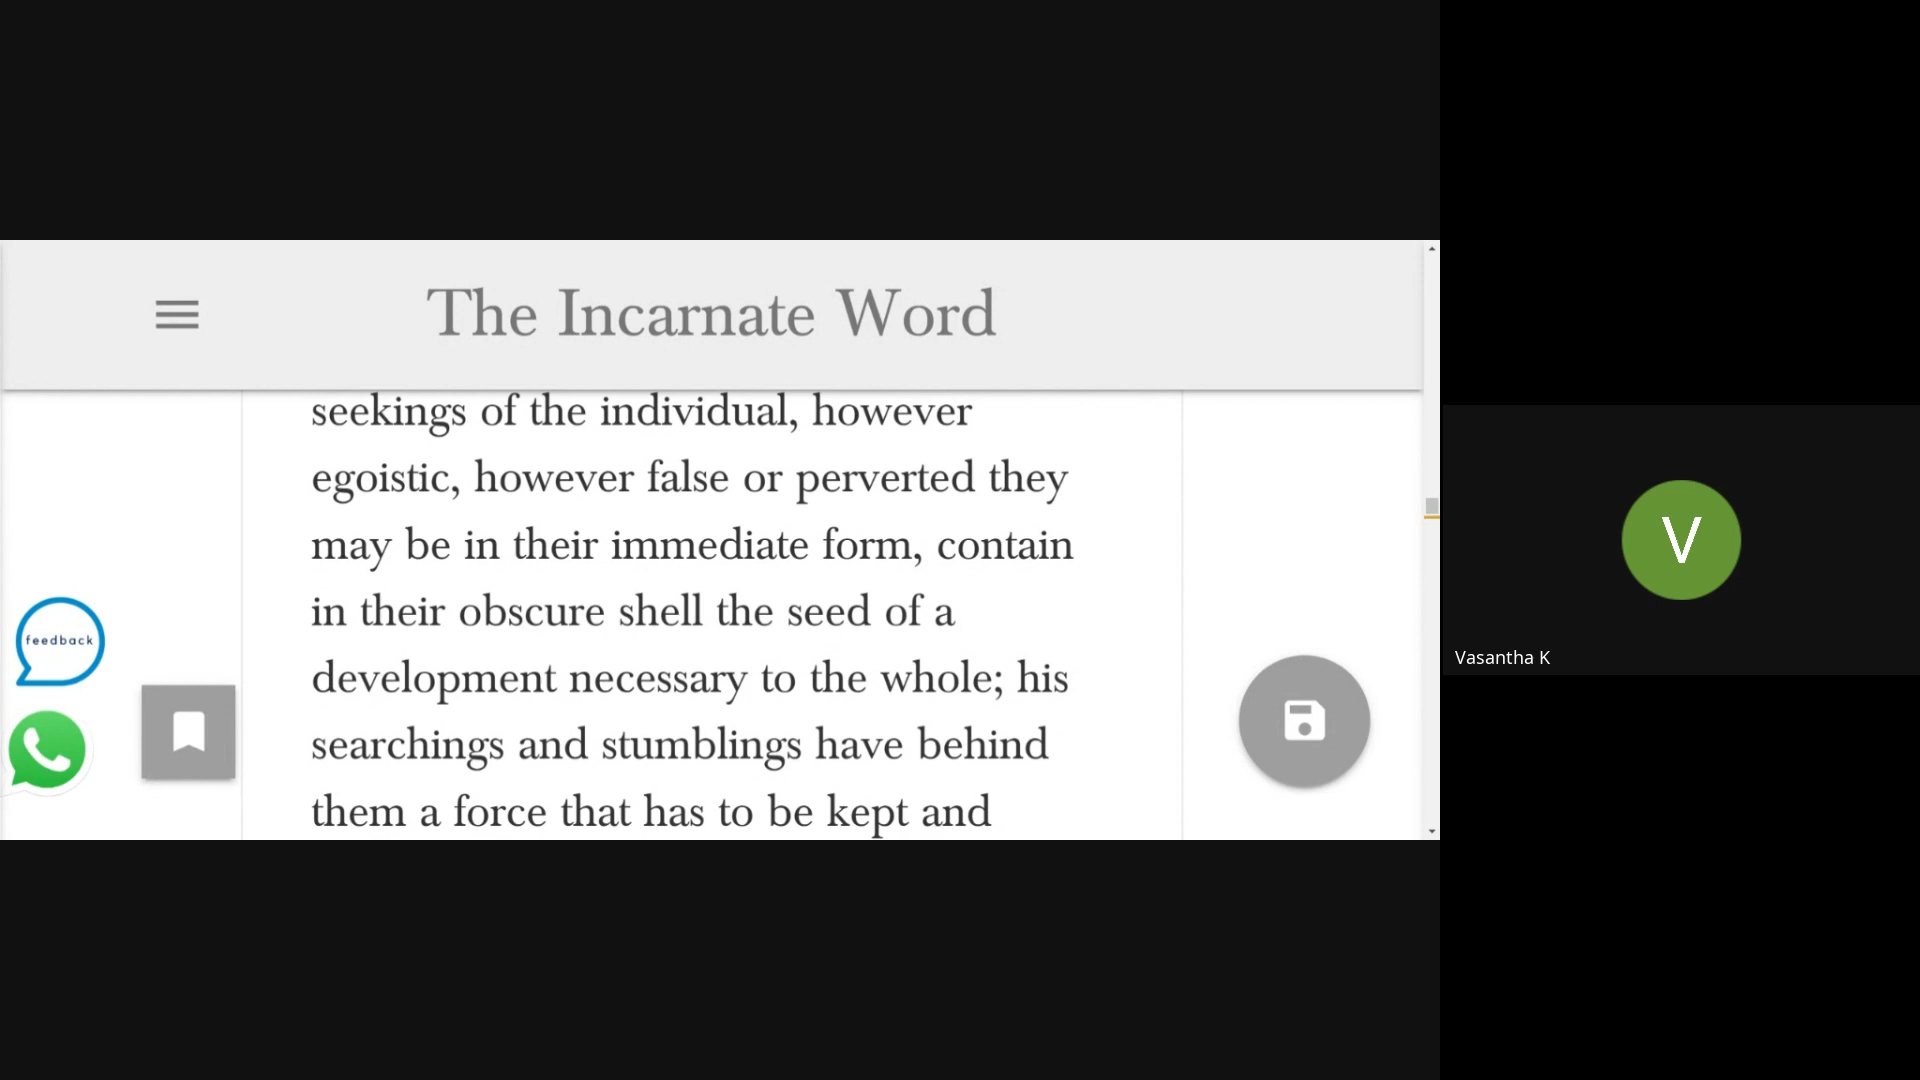 The Incarnate Word
seekings of the individual, however
egoistic, however false or perverted they
may be in their immediate form, contain
in their obscure shell the seed of a
development necessary to the whole; his
searchings and stumblings have behind
them a force that has to be kept and
feedback
V
Vasantha K